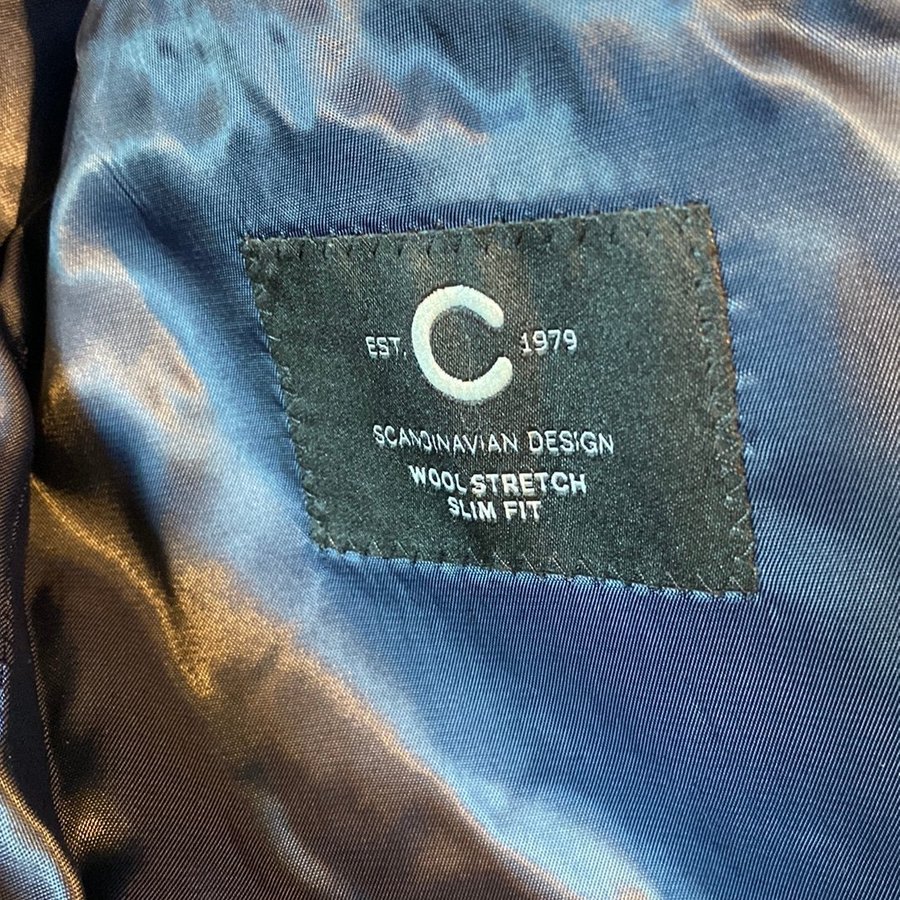 EST. C 1979
SCANDINAVIAN DESIGN
WOOL STRETCH
SLIM FIT